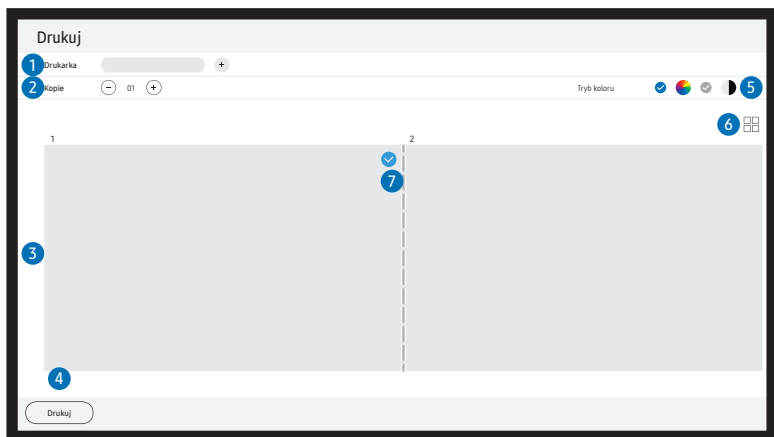 Drukuj
1 Drukarka +
2 Kopie − 01 + Tryb koloru 5
6
1 2
7
3
4
Drukuj